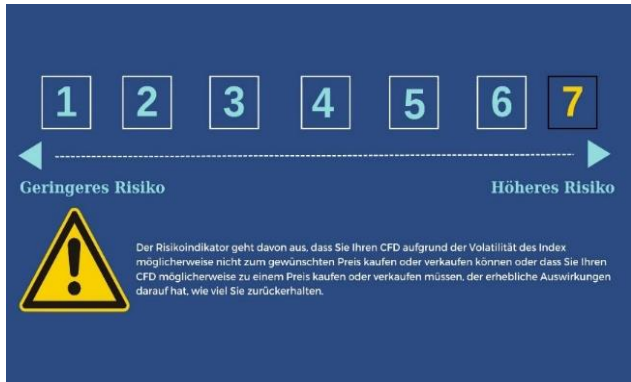 1 2 3 4 5 6 7
Geringeres Risiko Höheres Risiko
Der Risikoindikator geht davon aus, dass Sie Ihren CFD aufgrund der Volatilität des Index
möglicherweise nicht zum gewünschten Preis kaufen oder verkaufen können oder dass Sie Ihren
CFD möglicherweise zu einem Preis kaufen oder verkaufen müssen, der erhebliche Auswirkungen
darauf hat, wie viel Sie zurückerhalten.